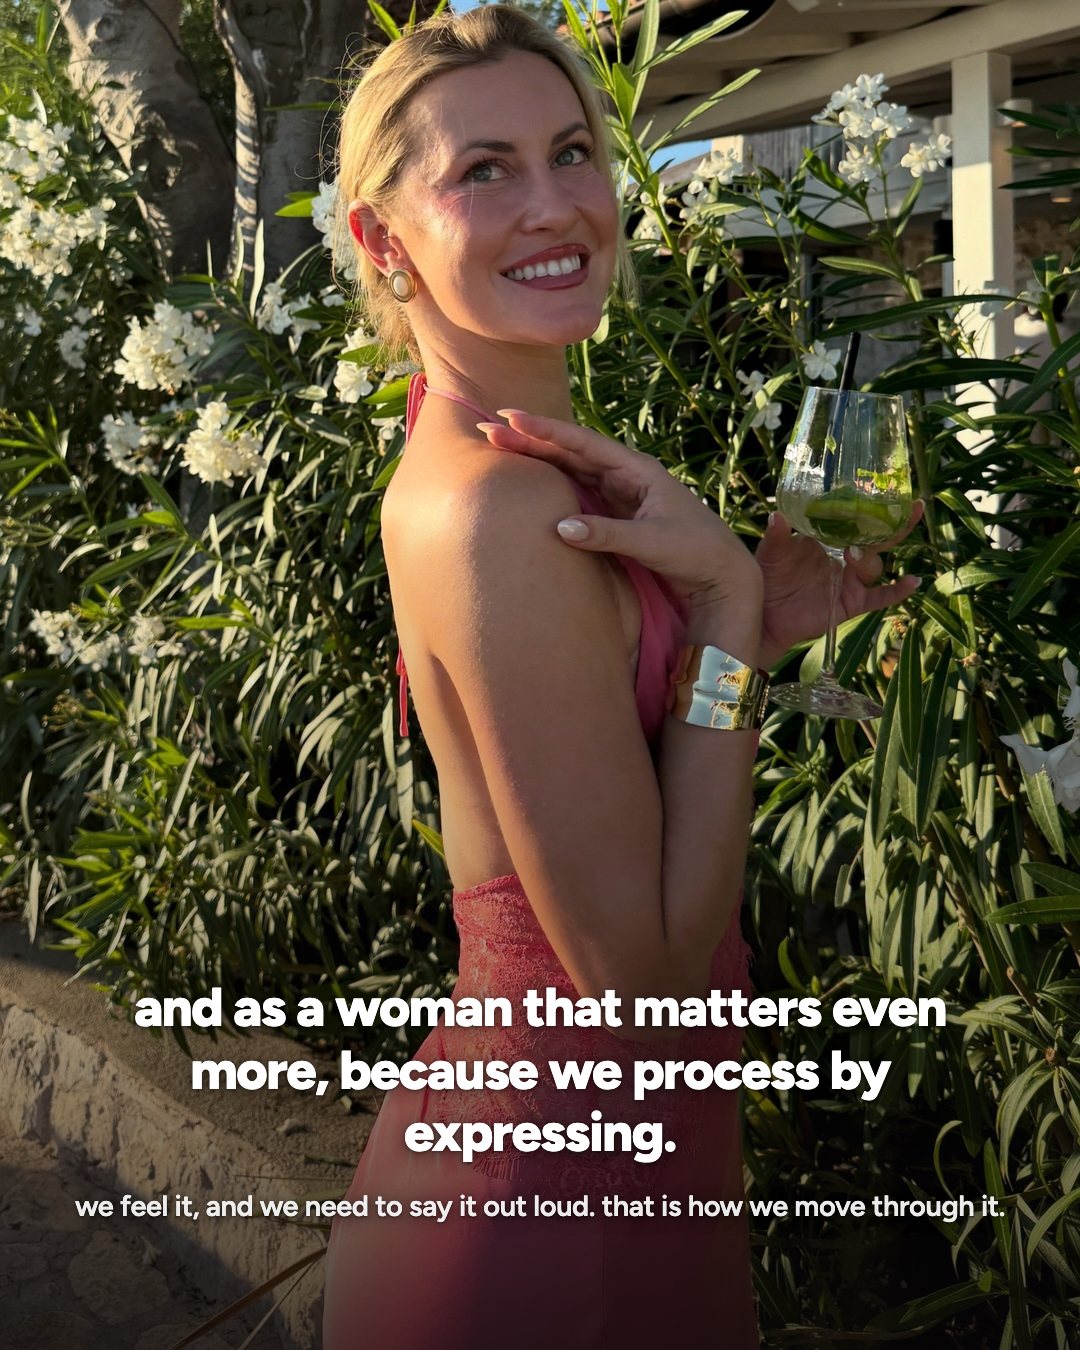 and as a woman that matters even
more, because we process by
expressing.
we feel it, and we need to say it out loud. that is how we move through it.